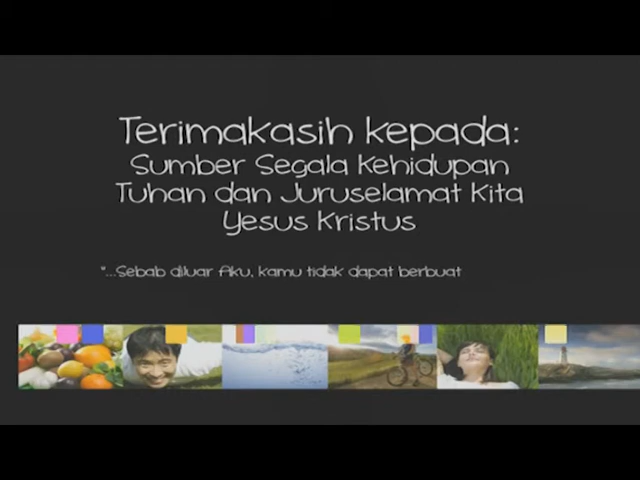 Terimakasih kepada:
Sumber Segala Kehidupan
Tuhan dan Juruselamat Kita
Yesus Kristus
"...Sebab diluar Aku, kamu tidak dapat berbuat